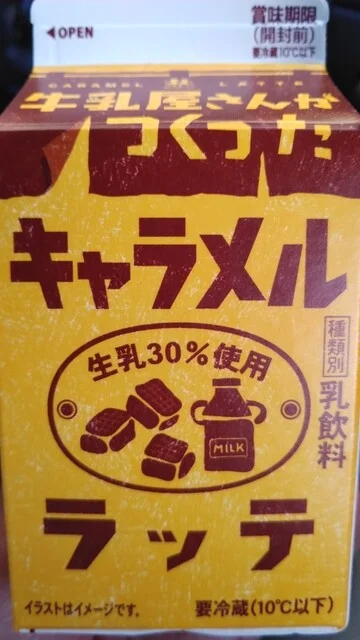 ◀OPEN
賞味期限
(開封前)
要冷蔵10℃以下
CARAMEL LATTE
牛乳屋さんが
つくった
キャラメル
生乳30%使用
MILK
種類別
乳飲料
ラッテ
イラストはイメージです。
要冷蔵(10℃以下)